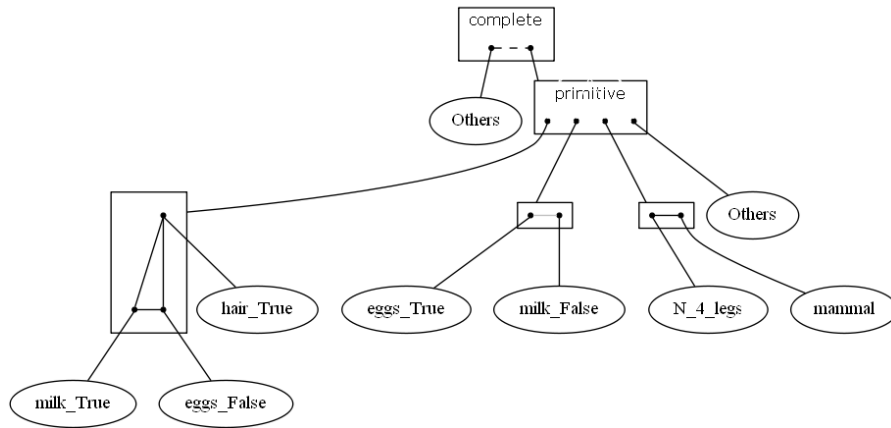 complete
primitive
Others
Others
hair_True
eggs_True
milk_False
N_4_legs
mammal
milk_True
eggs_False